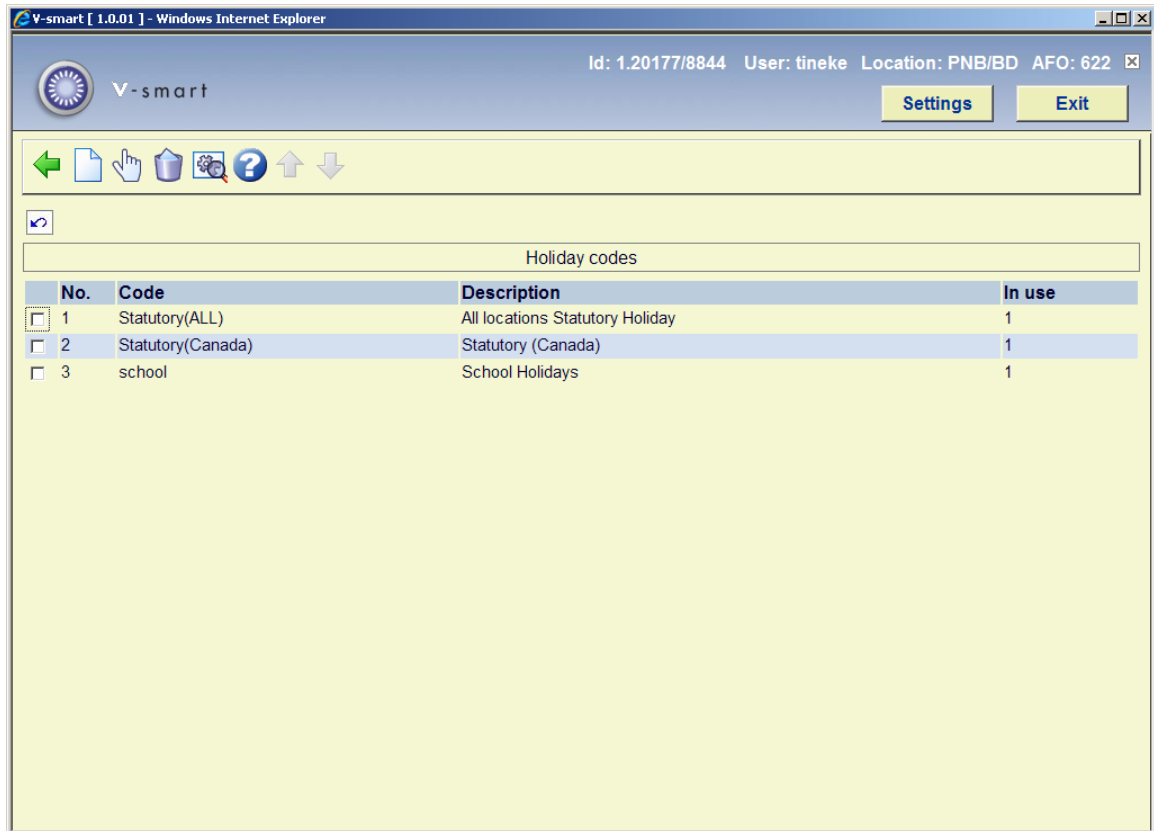 V-smart [ 1.0.01 ] - Windows Internet Explorer
Id: 1.20177/8844 User: tineke Location: PNB/BD AFO: 622
V-smart
Settings Exit
?
Holiday codes
No. Code Description In use
1 Statutory(ALL) All locations Statutory Holiday 1
2 Statutory(Canada) Statutory (Canada) 1
3 school School Holidays 1